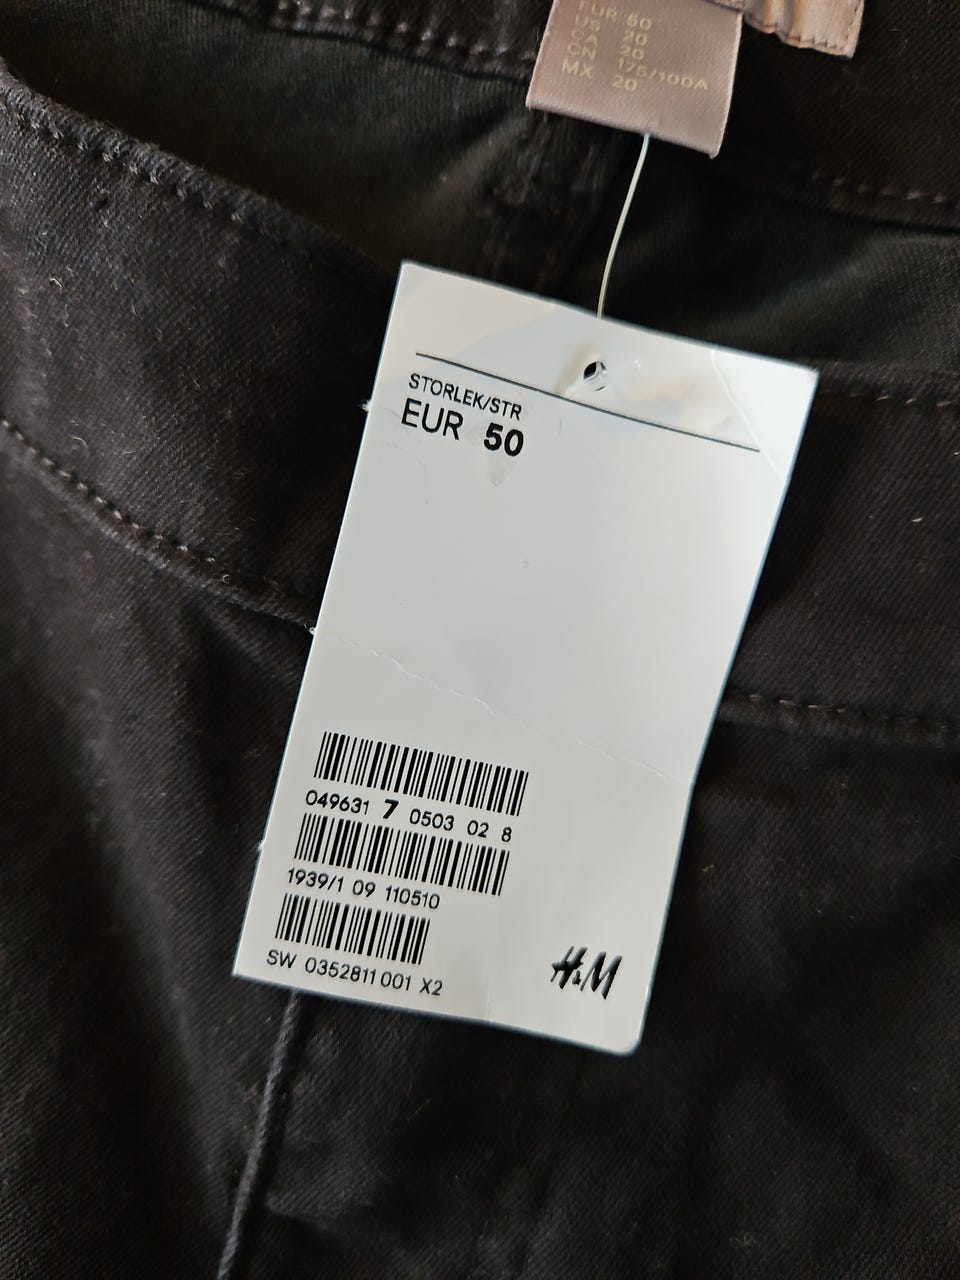 EUR 50
US 20
CA 20
CN 175/100A
MX 20
STORLEK/STR
EUR 50
049631 7 0503 02 8
1939/1 09 110510
SW 0352811 001 X2
H&M